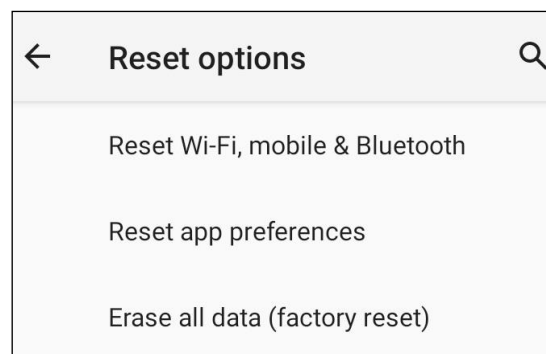 Reset options
Reset Wi-Fi, mobile & Bluetooth
Reset app preferences
Erase all data (factory reset)